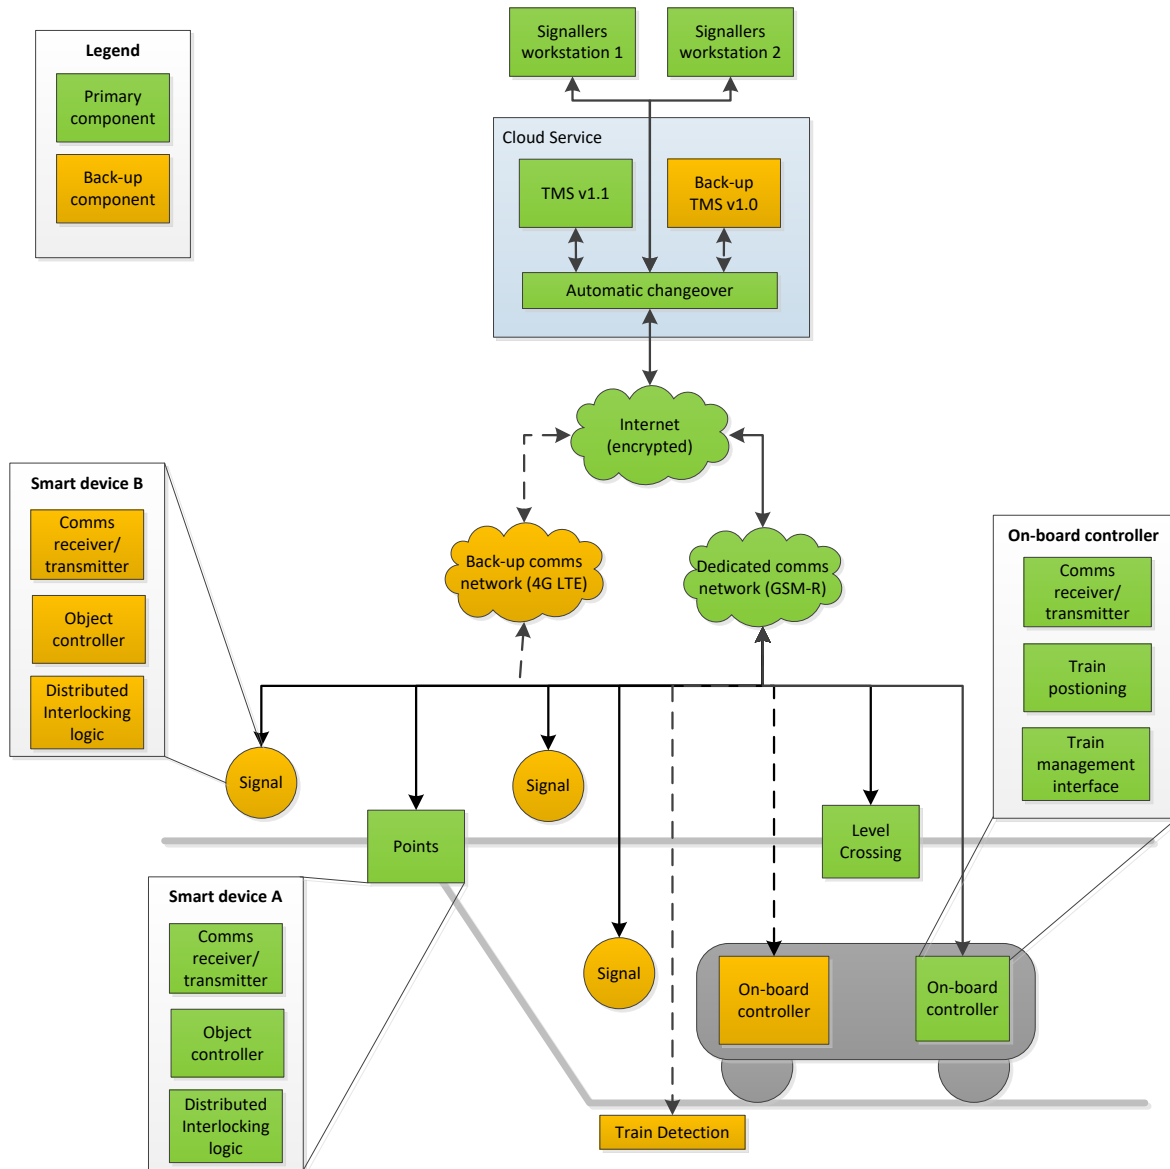 Legend
Primary
component
Back-up
component
Signallers
workstation 1
Signallers
workstation 2
Cloud Service
TMS v1.1
Back-up
TMS v1.0
Automatic changeover
Internet
(encrypted)
Back-up comms
network (4G LTE)
Dedicated comms
network (GSM-R)
Smart device B
Comms
receiver/
transmitter
Object
controller
Distributed
Interlocking
logic
On-board controller
Comms
receiver/
transmitter
Train
postioning
Train
management
interface
Signal
Signal
Points
Level
Crossing
Smart device A
Comms
receiver/
transmitter
Object
controller
Distributed
Interlocking
logic
Signal
On-board
controller
On-board
controller
Train Detection